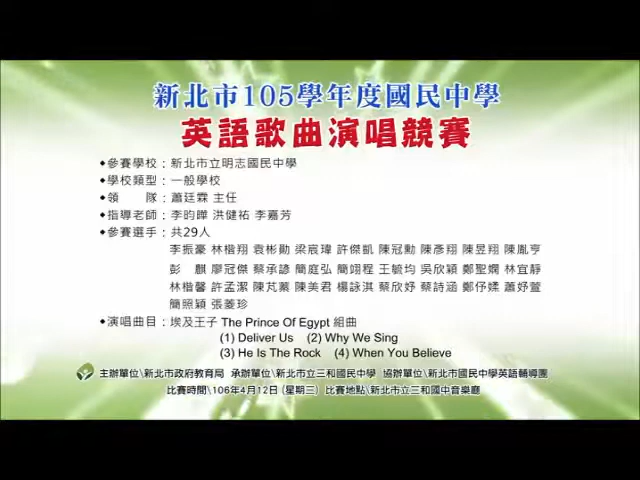 新北市105學年度國民中學
英語歌曲演唱競賽
◆參賽學校：新北市立明志國民中學
◆學校類型：一般學校
◆領　　隊：蕭廷霖 主任
◆指導老師：李昀曄 洪健祐 李嘉芳
◆參賽選手：共29人
李振豪 林楷翔 袁彬勛 梁宸瑋 許傑凱 陳冠勳 陳彥翔 陳昱翔 陳胤亨
彭　麒 廖冠傑 蔡承諺 簡庭弘 簡翊程 王毓均 吳欣穎 鄭聖嫻 林宜靜
林楷馨 許孟潔 陳芃蓁 陳美君 楊詠淇 蔡欣妤 蔡詩涵 鄭伃媃 蕭妤萱
簡照穎 張菱珍
◆演唱曲目：埃及王子 The Prince Of Egypt 組曲
(1) Deliver Us (2) Why We Sing
(3) He Is The Rock (4) When You Believe
主辦單位\新北市政府教育局 承辦單位\新北市立三和國民中學 協辦單位\新北市國民中學英語輔導團
比賽時間\106年4月12日(星期三) 比賽地點\新北市立三和國中音樂廳